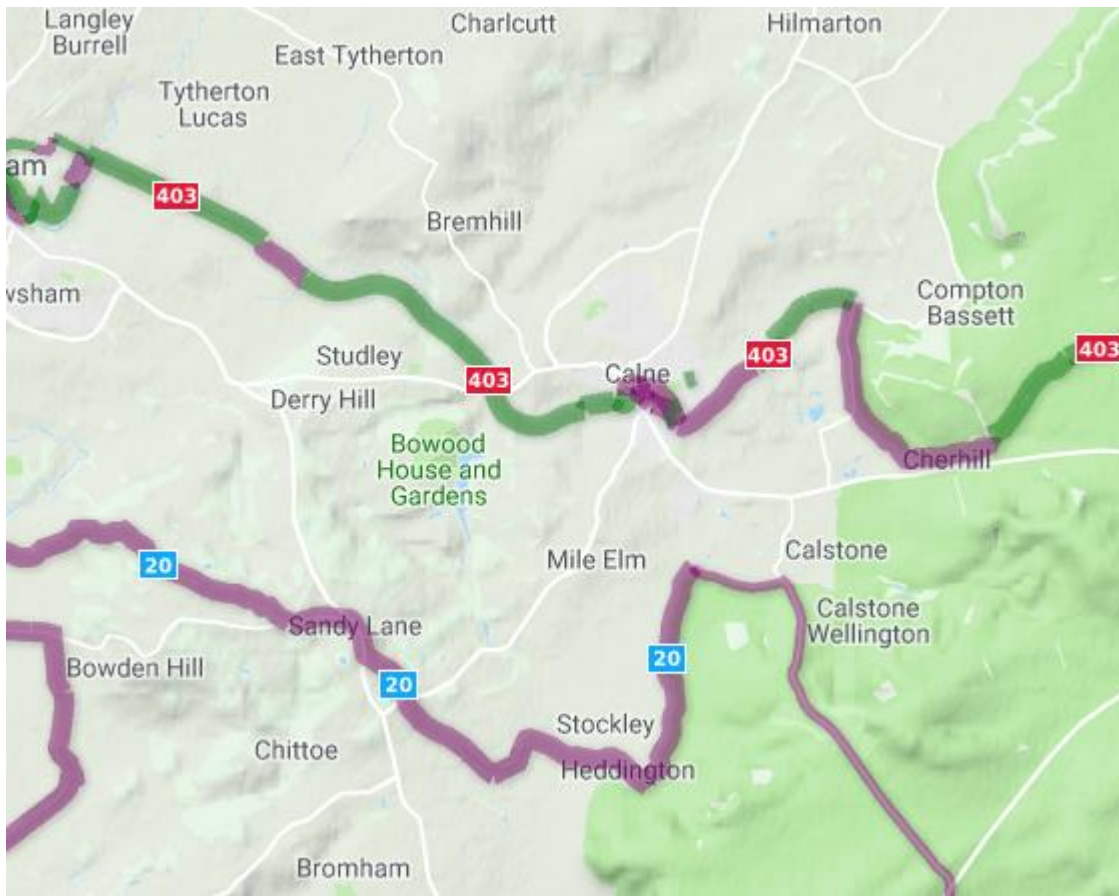 Langley
Burrell
Charlcutt
Hilmarton
East Tytherton
Tytherton
Lucas
am
403
Bremhill
wsham
Compton
Bassett
Studley
403
403
403
Calne
Derry Hill
Bowood
House and
Gardens
Cherhill
Mile Elm
Calstone
20
Calstone
Wellington
Sandy Lane
20
Bowden Hill
20
Stockley
Chittoe
Heddington
Bromham